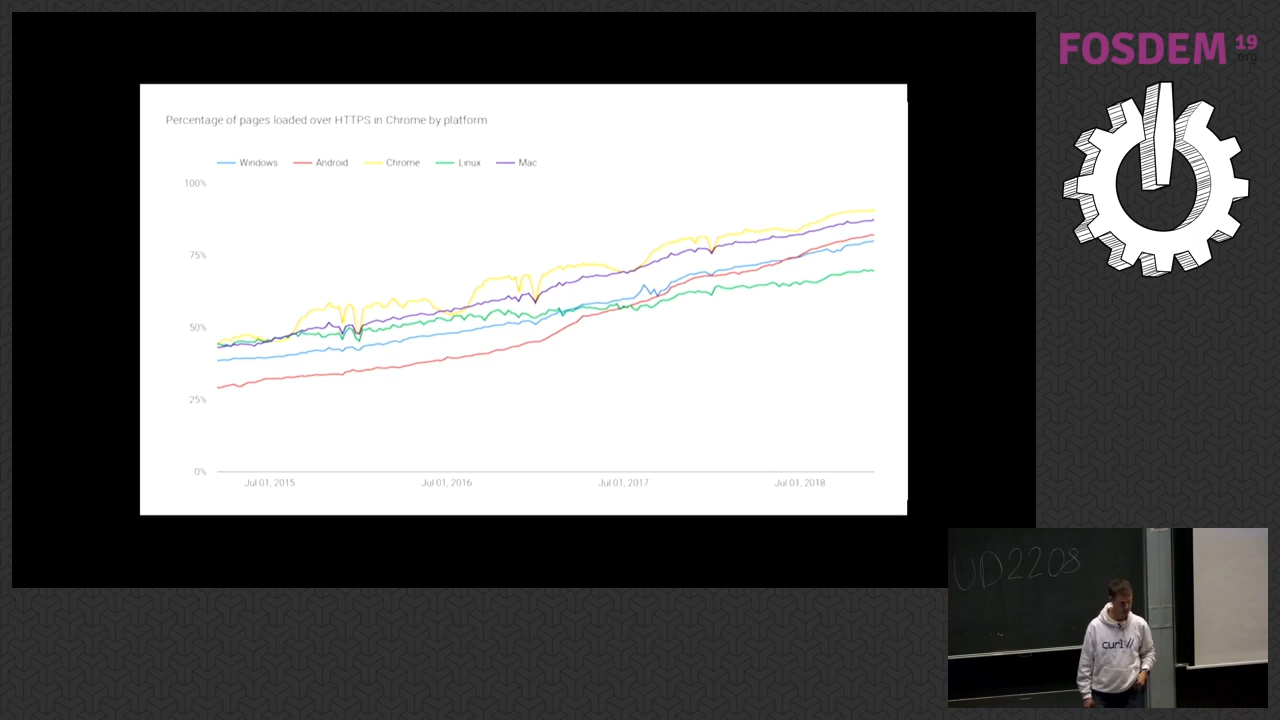 FOSDEM 19
.org
Percentage of pages loaded over HTTPS in Chrome by platform
Windows Android Chrome Linux Mac
100%
75%
50%
25%
0%
Jul 01, 2015 Jul 01, 2016 Jul 01, 2017 Jul 01, 2018
UD2208
curl://